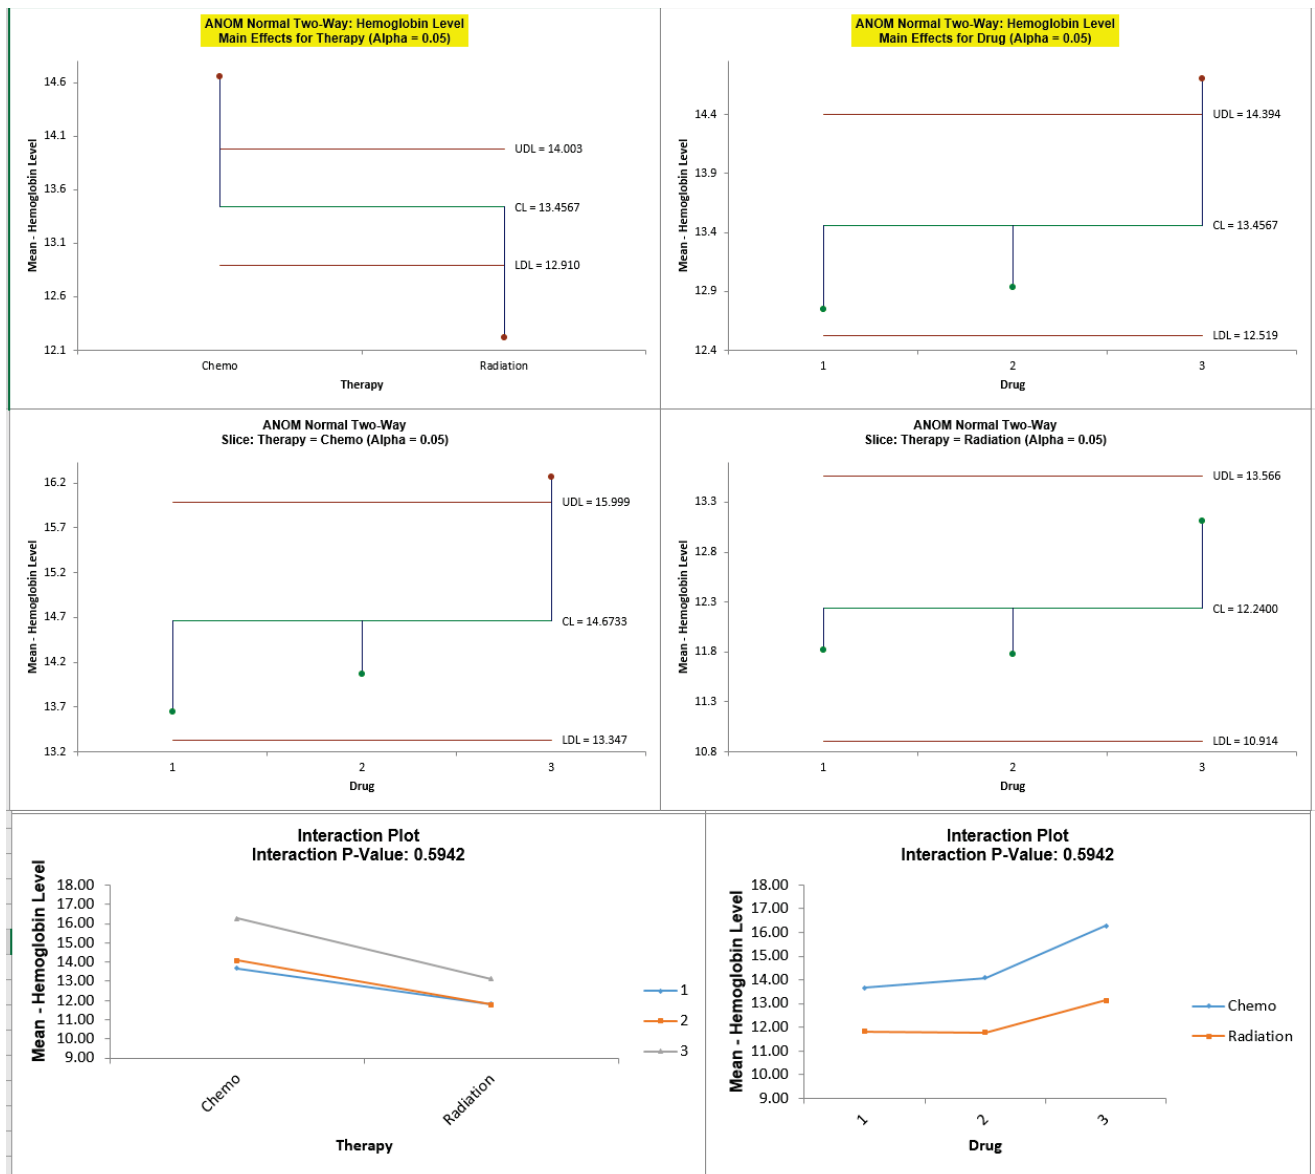 ANOM Normal Two-Way: Hemoglobin Level
Main Effects for Therapy (Alpha = 0.05)
Mean - Hemoglobin Level
14.6
14.1
13.6
13.1
12.6
12.1
UDL = 14.003
CL = 13.4567
LDL = 12.910
Chemo
Radiation
Therapy
ANOM Normal Two-Way: Hemoglobin Level
Main Effects for Drug (Alpha = 0.05)
Mean - Hemoglobin Level
14.4
13.9
13.4
12.9
12.4
UDL = 14.394
CL = 13.4567
LDL = 12.519
1
2
3
Drug
ANOM Normal Two-Way
Slice: Therapy = Chemo (Alpha = 0.05)
Mean - Hemoglobin Level
16.2
15.7
15.2
14.7
14.2
13.7
13.2
UDL = 15.999
CL = 14.6733
LDL = 13.347
1
2
3
Drug
ANOM Normal Two-Way
Slice: Therapy = Radiation (Alpha = 0.05)
Mean - Hemoglobin Level
13.3
12.8
12.3
11.8
11.3
10.8
UDL = 13.566
CL = 12.2400
LDL = 10.914
1
2
3
Drug
Interaction Plot
Interaction P-Value: 0.5942
Mean - Hemoglobin Level
18.00
17.00
16.00
15.00
14.00
13.00
12.00
11.00
10.00
9.00
Chemo
Radiation
Therapy
1
2
3
Interaction Plot
Interaction P-Value: 0.5942
Mean - Hemoglobin Level
18.00
17.00
16.00
15.00
14.00
13.00
12.00
11.00
10.00
9.00
1
2
3
Drug
Chemo
Radiation